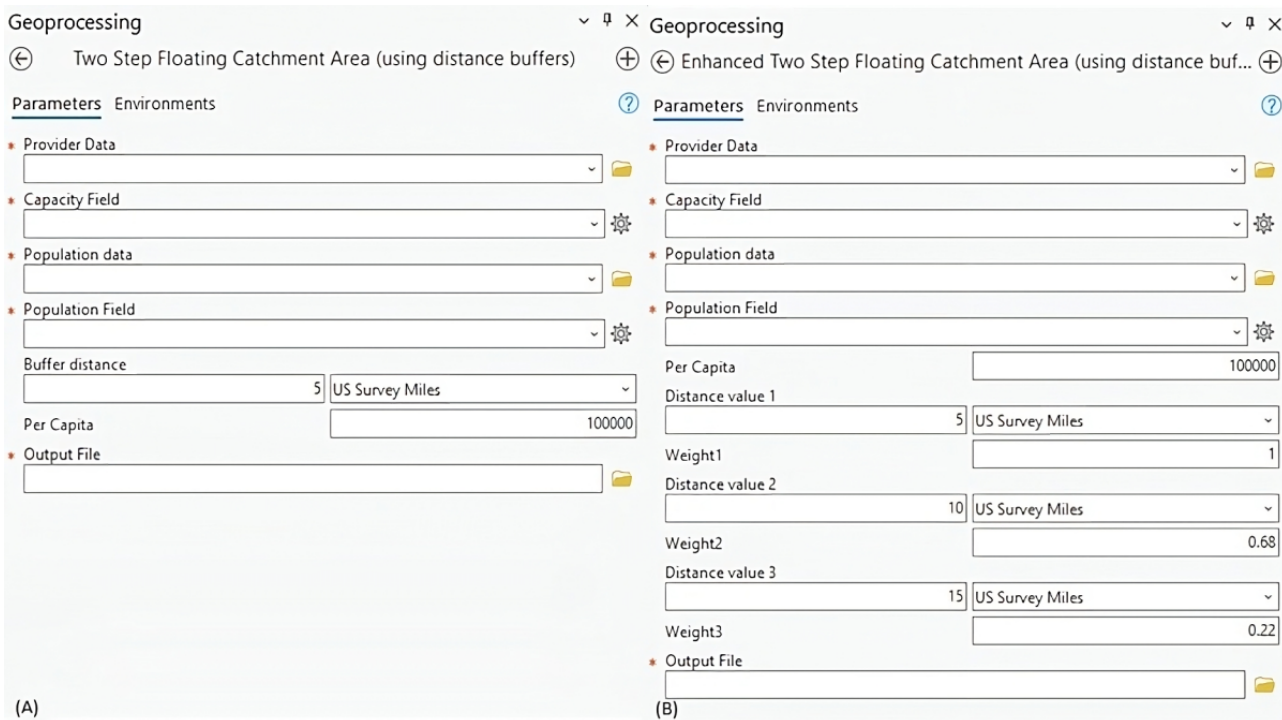 Geoprocessing
Two Step Floating Catchment Area (using distance buffers)
Parameters Environments
* Provider Data
* Capacity Field
* Population data
* Population Field
Buffer distance
5 US Survey Miles
Per Capita 100000
* Output File
(A)
Geoprocessing
Enhanced Two Step Floating Catchment Area (using distance buf...
Parameters Environments
* Provider Data
* Capacity Field
* Population data
* Population Field
Per Capita 100000
Distance value 1
5 US Survey Miles
Weight1 1
Distance value 2
10 US Survey Miles
Weight2 0.68
Distance value 3
15 US Survey Miles
Weight3 0.22
* Output File
(B)